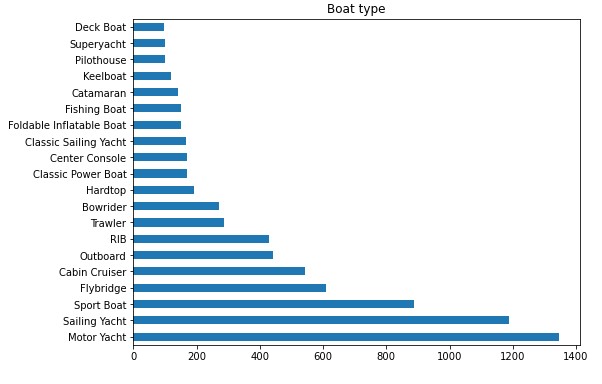 Boat type
Deck Boat
Superyacht
Pilothouse
Keelboat
Catamaran
Fishing Boat
Foldable Inflatable Boat
Classic Sailing Yacht
Center Console
Classic Power Boat
Hardtop
Bowrider
Trawler
RIB
Outboard
Cabin Cruiser
Flybridge
Sport Boat
Sailing Yacht
Motor Yacht
0 200 400 600 800 1000 1200 1400